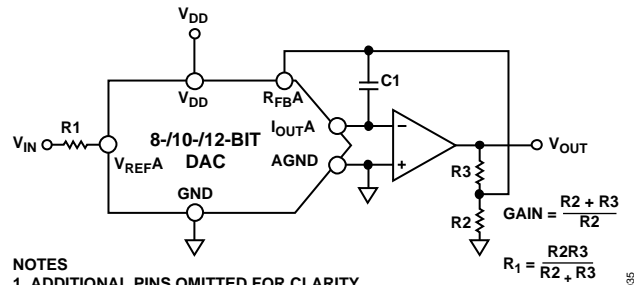 VDD
VDD
RFBA
C1
IOUTA
VIN
R1
VREFA
8-/10-/12-BIT
DAC
AGND
GND
VOUT
R3
R2
GAIN = R2 + R3
R2
R1 = R2R3
R2 + R3
NOTES
1. ADDITIONAL PINS OMITTED FOR CLARITY